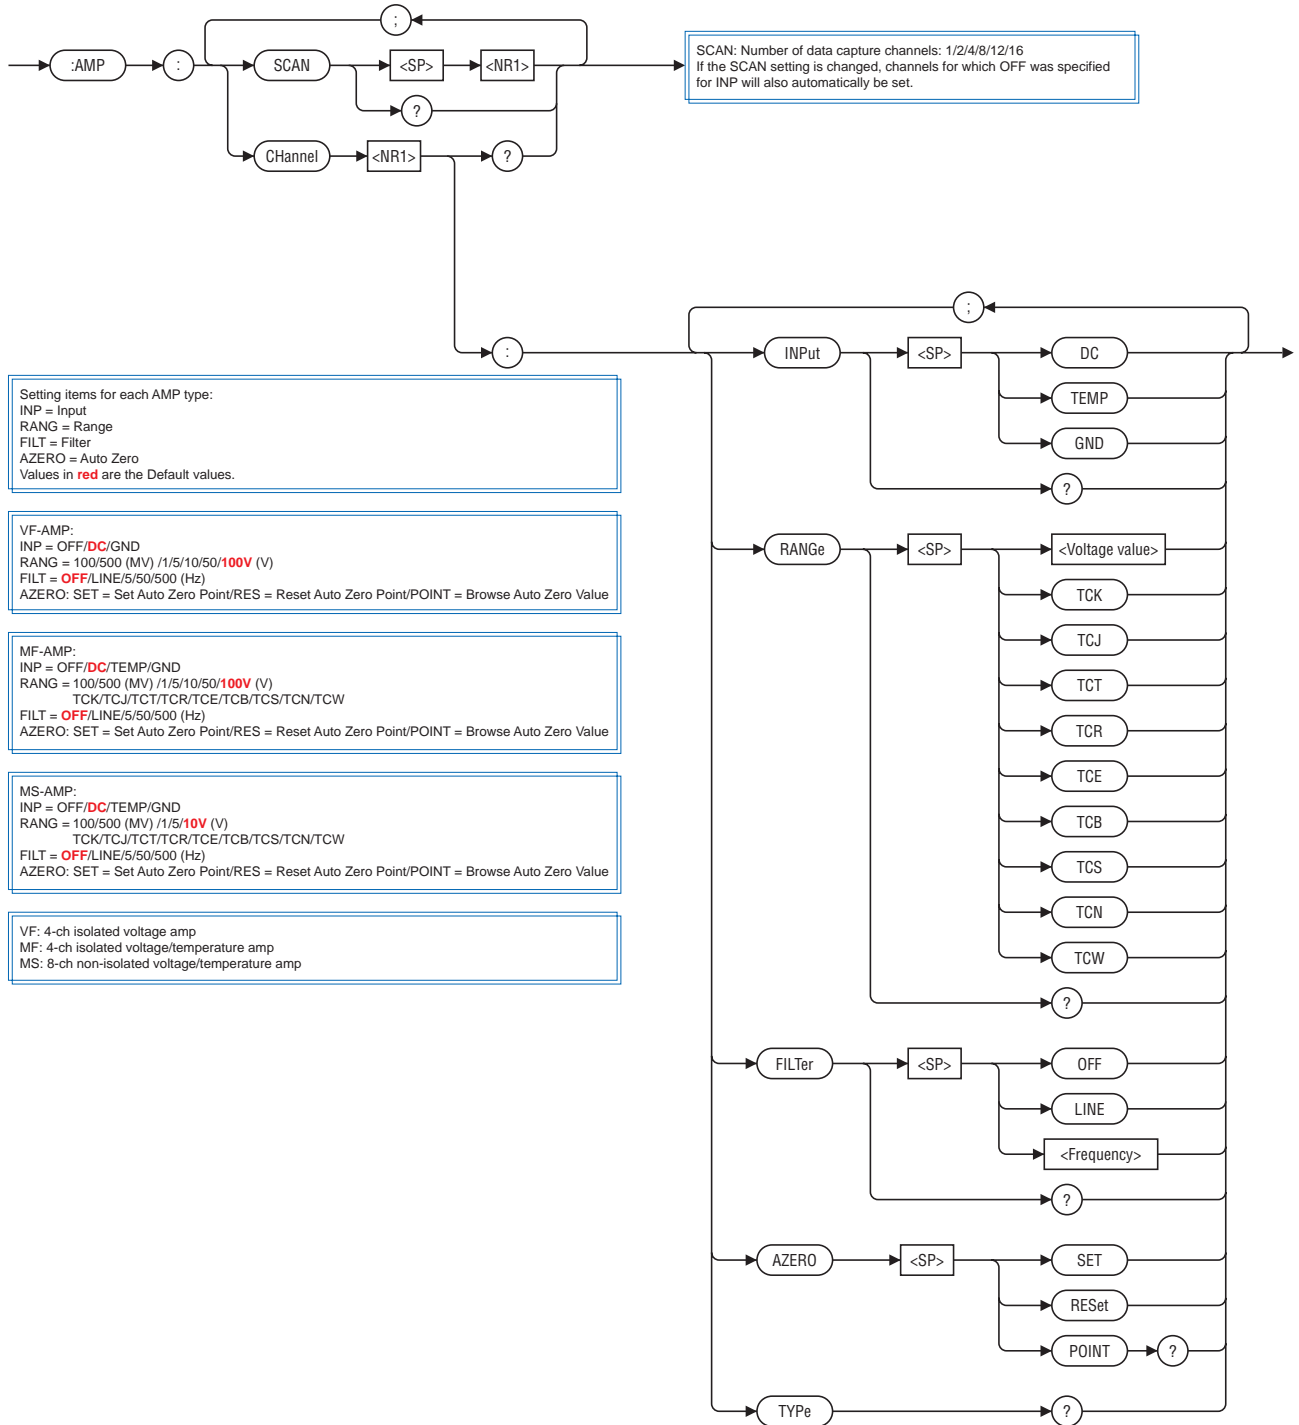 ;
:AMP : SCAN <SP> <NR1>
?
CHannel <NR1> ?
SCAN: Number of data capture channels: 1/2/4/8/12/16
If the SCAN setting is changed, channels for which OFF was specified
for INP will also automatically be set.
;
: INPut <SP> DC
TEMP
GND
?
Setting items for each AMP type:
INP = Input
RANG = Range
FILT = Filter
AZERO = Auto Zero
Values in red are the Default values.
VF-AMP:
INP = OFF/DC/GND
RANG = 100/500 (MV) /1/5/10/50/100V (V)
FILT = OFF/LINE/5/50/500 (Hz)
AZERO: SET = Set Auto Zero Point/RES = Reset Auto Zero Point/POINT = Browse Auto Zero Value
MF-AMP:
INP = OFF/DC/TEMP/GND
RANG = 100/500 (MV) /1/5/10/50/100V (V)
TCK/TCJ/TCT/TCR/TCE/TCB/TCS/TCN/TCW
FILT = OFF/LINE/5/50/500 (Hz)
AZERO: SET = Set Auto Zero Point/RES = Reset Auto Zero Point/POINT = Browse Auto Zero Value
MS-AMP:
INP = OFF/DC/TEMP/GND
RANG = 100/500 (MV) /1/5/10V (V)
TCK/TCJ/TCT/TCR/TCE/TCB/TCS/TCN/TCW
FILT = OFF/LINE/5/50/500 (Hz)
AZERO: SET = Set Auto Zero Point/RES = Reset Auto Zero Point/POINT = Browse Auto Zero Value
VF: 4-ch isolated voltage amp
MF: 4-ch isolated voltage/temperature amp
MS: 8-ch non-isolated voltage/temperature amp
RANGe <SP> <Voltage value>
TCK
TCJ
TCT
TCR
TCE
TCB
TCS
TCN
TCW
?
FILTer <SP> OFF
LINE
<Frequency>
?
AZERO <SP> SET
RESet
POINT ?
TYPe ?